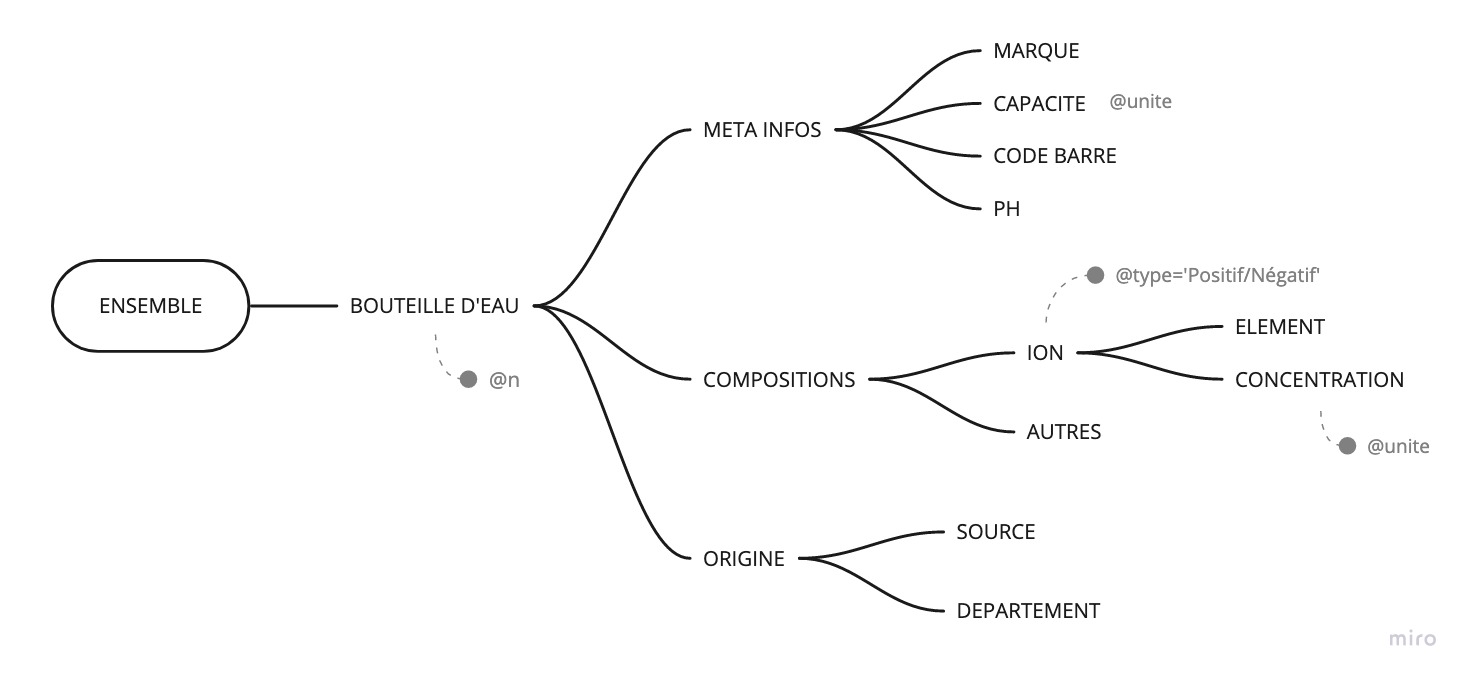 MARQUE
CAPACITE @unite
META INFOS
CODE BARRE
PH
@type='Positif/Négatif'
ENSEMBLE
BOUTEILLE D'EAU
@n
ELEMENT
ION
COMPOSITIONS
CONCENTRATION
AUTRES
@unite
SOURCE
ORIGINE
DEPARTEMENT
miro